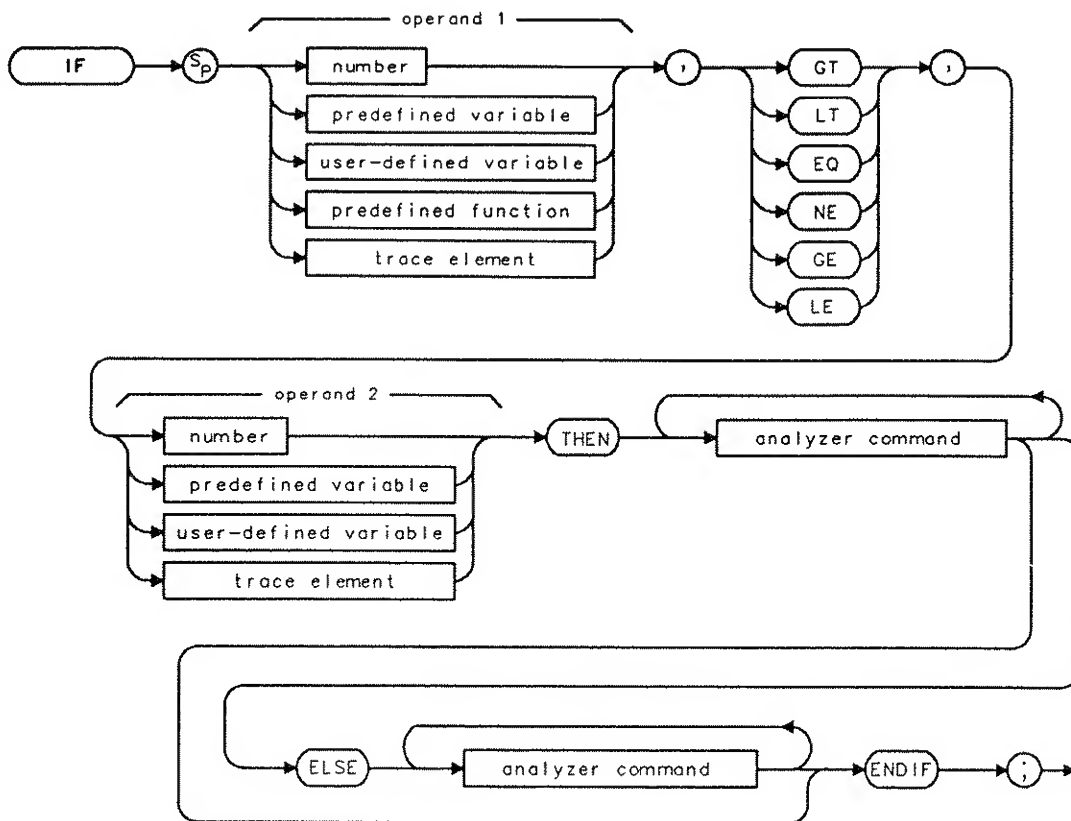 operand 1
IF
Sp
number
predefined variable
user-defined variable
predefined function
trace element
,
GT
LT
EQ
NE
GE
LE
,
operand 2
number
predefined variable
user-defined variable
trace element
THEN
analyzer command
ELSE
analyzer command
ENDIF
;